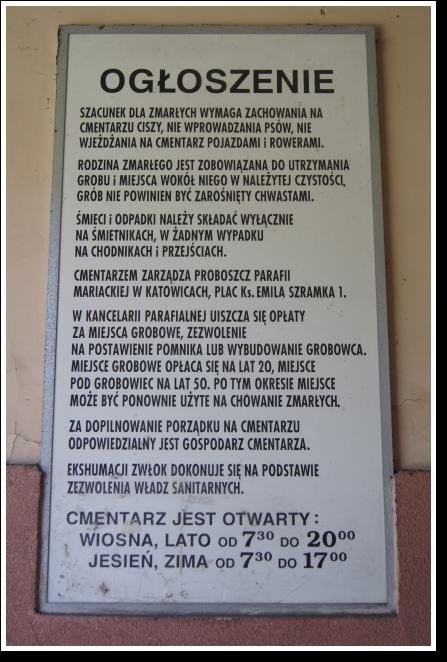 OGŁOSZENIE
SZACUNEK DLA ZMARŁYCH WYMAGA ZACHOWANIA NA
CMENTARZU CISZY, NIE WPROWADZANIA PSÓW, NIE
WJEŻDŻANIA NA CMENTARZ POJAZDAMI i ROWERAMI.
RODZINA ZMARŁEGO JEST ZOBOWIĄZANA DO UTRZYMANIA
GROBU i MIEJSCA WOKÓŁ NIEGO W NALEŻYTEJ CZYSTOŚCI.
GRÓB NIE POWINIEN BYĆ ZAROŚNIĘTY CHWASTAMI.
ŚMIECI i ODPADKI NALEŻY SKŁADAĆ WYŁĄCZNIE
NA ŚMIETNIKACH, W ŻADNYM WYPADKU
NA CHODNIKACH i PRZEJŚCIACH.
CMENTARZEM ZARZĄDZA PROBOSZCZ PARAFII
MARIACKIEJ W KATOWICACH, PLAC Ks. EMILA SZRAMKA 1.
W KANCELARII PARAFIALNEJ UISZCZA SIĘ OPŁATY
ZA MIEJSCA GROBOWE, ZEZWOLENIE
NA POSTAWIENIE POMNIKA LUB WYBUDOWANIE GROBOWCA.
MIEJSCE GROBOWE OPŁACA SIĘ NA LAT 20, MIEJSCE
POD GROBOWIEC NA LAT 50. PO TYM OKRESIE MIEJSCE
MOŻE BYĆ PONOWNIE UŻYTE NA CHOWANIE ZMARŁYCH.
ZA DOPILNOWANIE PORZĄDKU NA CMENTARZU
ODPOWIEDZIALNY JEST GOSPODARZ CMENTARZA.
EKSHUMACJI ZWŁOK DOKONUJE SIĘ NA PODSTAWIE
ZEZWOLENIA WŁADZ SANITARNYCH.
CMENTARZ JEST OTWARTY:
WIOSNA, LATO OD 7³⁰ DO 20⁰⁰
JESIEŃ, ZIMA OD 7³⁰ DO 17⁰⁰